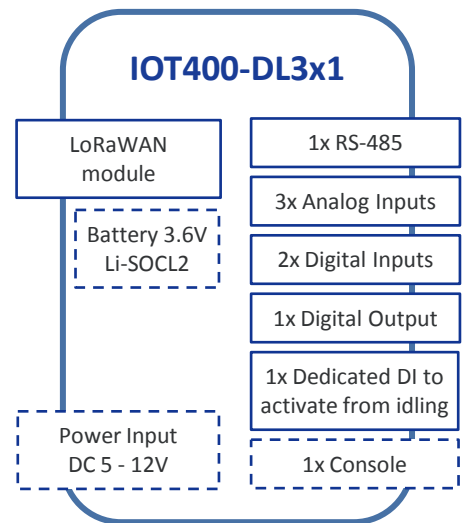 IOT400-DL3x1
LoRaWAN
module
Battery 3.6V
Li-SOCL2
Power Input
DC 5 - 12V
1x RS-485
3x Analog Inputs
2x Digital Inputs
1x Digital Output
1x Dedicated DI to
activate from idling
1x Console